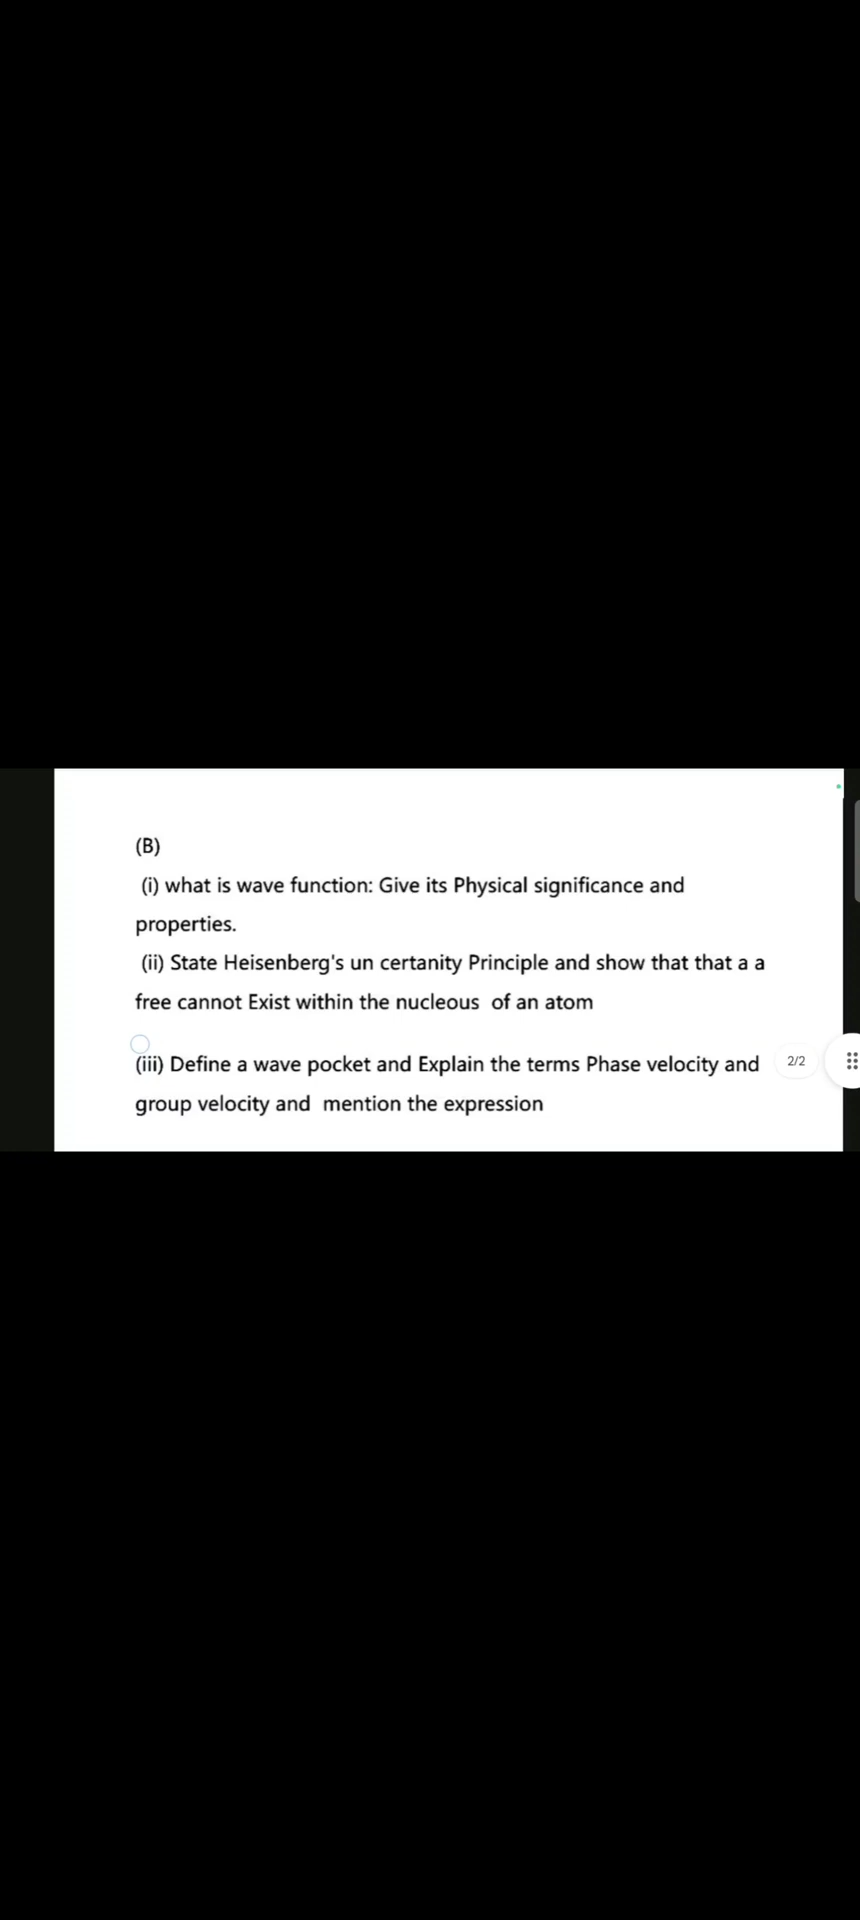 (B)
(i) what is wave function: Give its Physical significance and
properties.
(ii) State Heisenberg's un certanity Principle and show that that a a
free cannot Exist within the nucleous of an atom
(iii) Define a wave pocket and Explain the terms Phase velocity and
2/2
group velocity and mention the expression